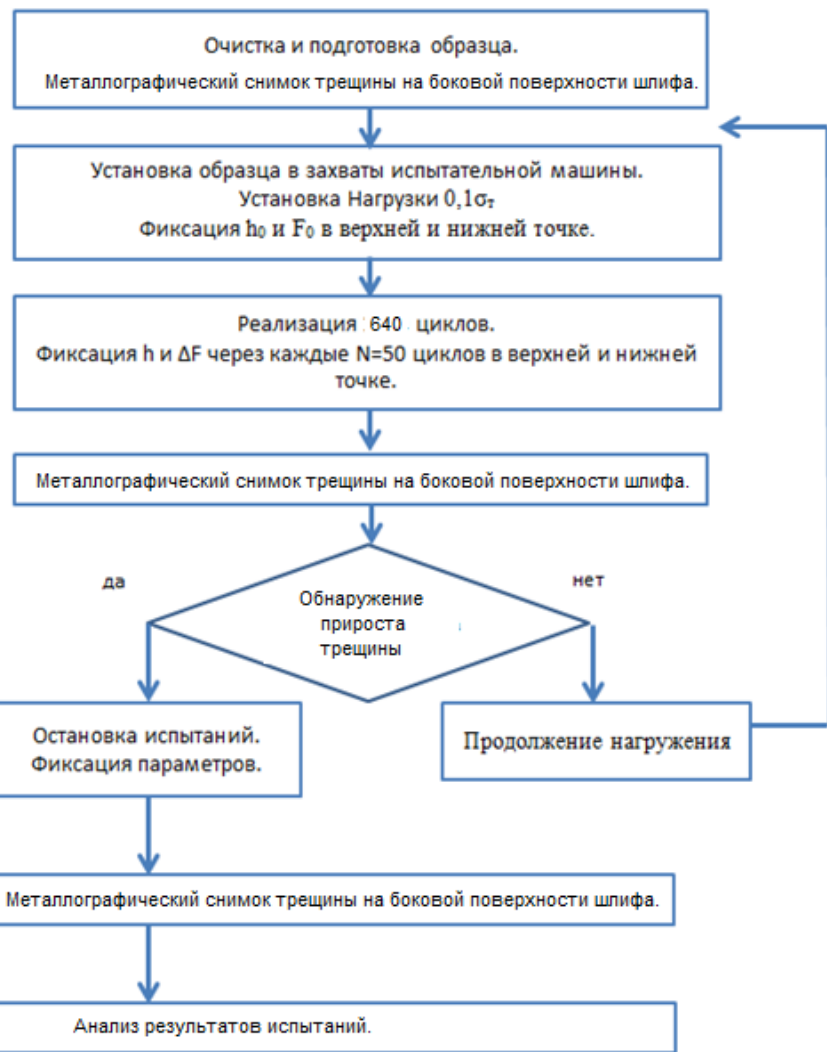 Очистка и подготовка образца.
Металлографический снимок трещины на боковой поверхности шлифа.
Установка образца в захваты испытательной машины.
Установка Нагрузки 0,1σт
Фиксация h₀ и F₀ в верхней и нижней точке.
Реализация 640 циклов.
Фиксация h и ΔF через каждые N=50 циклов в верхней и нижней
точке.
Металлографический снимок трещины на боковой поверхности шлифа.
да
нет
Обнаружение
прироста
трещины
Остановка испытаний.
Фиксация параметров.
Продолжение нагружения
Металлографический снимок трещины на боковой поверхности шлифа.
Анализ результатов испытаний.